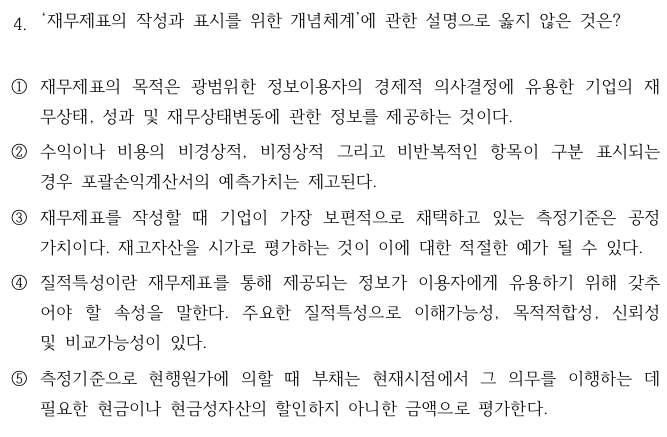 4. ‘재무제표의 작성과 표시를 위한 개념체계’에 관한 설명으로 옳지 않은 것은?
① 재무제표의 목적은 광범위한 정보이용자의 경제적 의사결정에 유용한 기업의 재
무상태, 성과 및 재무상태변동에 관한 정보를 제공하는 것이다.
② 수익이나 비용의 비경상적, 비정상적 그리고 비반복적인 항목이 구분 표시되는
경우 포괄손익계산서의 예측가치는 제고된다.
③ 재무제표를 작성할 때 기업이 가장 보편적으로 채택하고 있는 측정기준은 공정
가치이다. 재고자산을 시가로 평가하는 것이 이에 대한 적절한 예가 될 수 있다.
④ 질적특성이란 재무제표를 통해 제공되는 정보가 이용자에게 유용하기 위해 갖추
어야 할 속성을 말한다. 주요한 질적특성으로 이해가능성, 목적적합성, 신뢰성
및 비교가능성이 있다.
⑤ 측정기준으로 현행원가에 의할 때 부채는 현재시점에서 그 의무를 이행하는 데
필요한 현금이나 현금성자산의 할인하지 아니한 금액으로 평가한다.